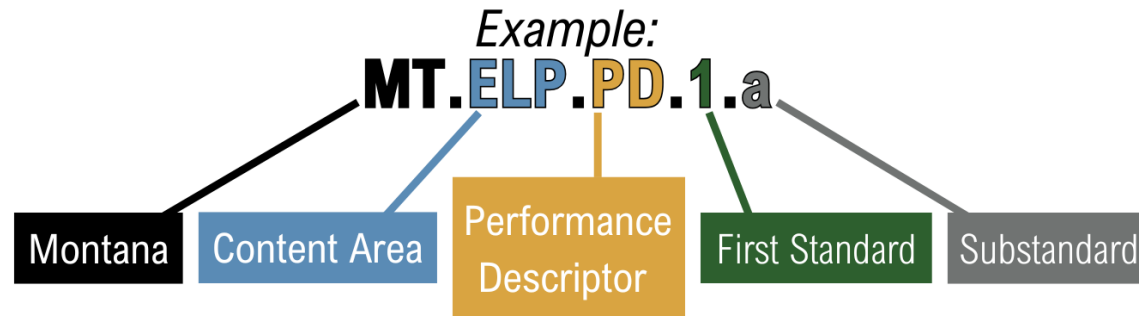 Example:
MT.ELP.PD.1.a
Montana
Content Area
Performance
Descriptor
First Standard
Substandard